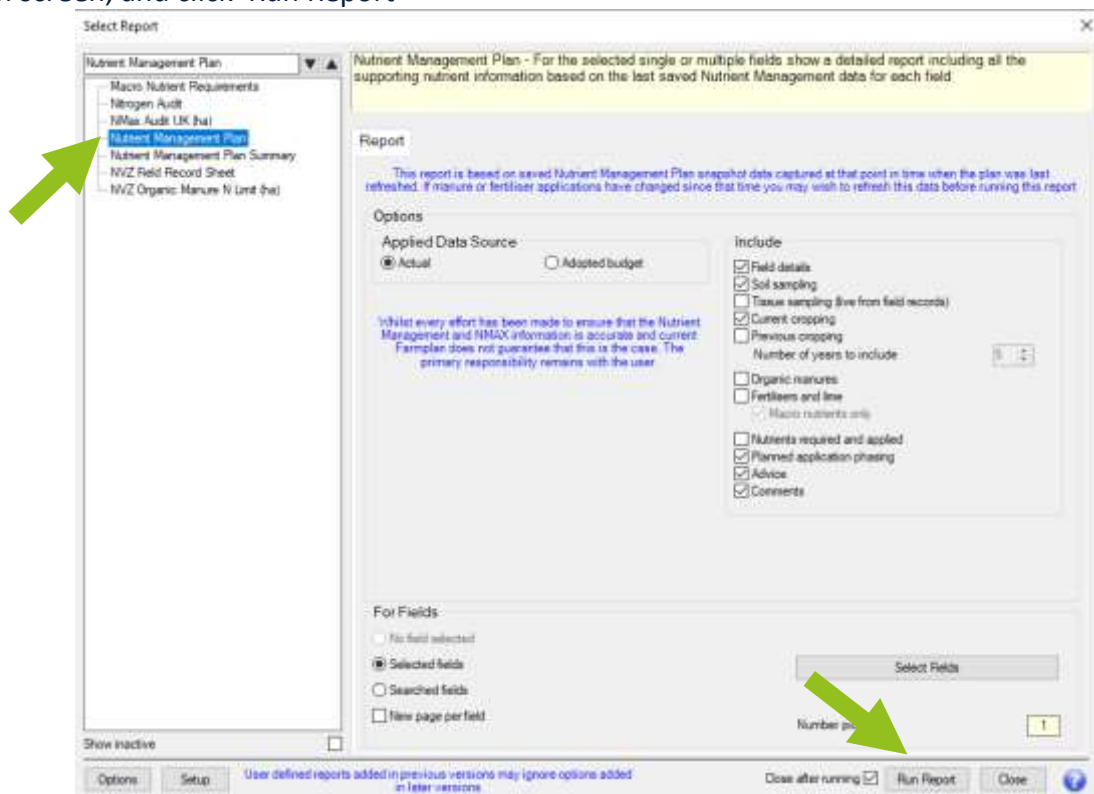 screen, and click 'Run Report'
Select Report
Nutrient Management Plan
Macro Nutrient Requirements
Nitrogen Audit
NMax Audit UK (ha)
Nutrient Management Plan
Nutrient Management Plan Summary
NVZ Field Record Sheet
NVZ Organic Manure N Limit (ha)
Show inactive
Nutrient Management Plan - For the selected single or multiple fields show a detailed report including all the
supporting nutrient information based on the last saved Nutrient Management data for each field
Report
This report is based on saved Nutrient Management Plan snapshot data captured at that point in time when the plan was last
refreshed. If manure or fertiliser applications have changed since that time you may wish to refresh this data before running this report
Options
Applied Data Source
Actual
Adopted budget
Whilst every effort has been made to ensure that the Nutrient
Management and NMAX information is accurate and current
Farmplan does not guarantee that this is the case. The
primary responsibility remains with the user
Include
Field details
Soil sampling
Tissue sampling (live from field records)
Current cropping
Previous cropping
Number of years to include
Organic manures
Fertilisers and lime
Macro nutrients only
Nutrients required and applied
Planned application phasing
Advice
Comments
For Fields
No field selected
Selected fields
Searched fields
New page per field
Select Fields
Number 1
Options
Setup
User defined reports added in previous versions may ignore options added
in later versions
Close after running
Run Report
Close